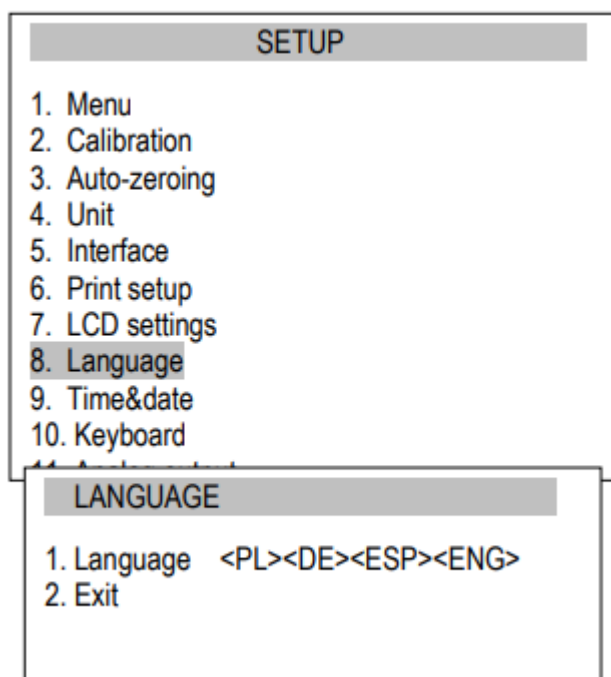 SETUP
1. Menu
2. Calibration
3. Auto-zeroing
4. Unit
5. Interface
6. Print setup
7. LCD settings
8. Language
9. Time&date
10. Keyboard
LANGUAGE
1. Language <PL><DE><ESP><ENG>
2. Exit